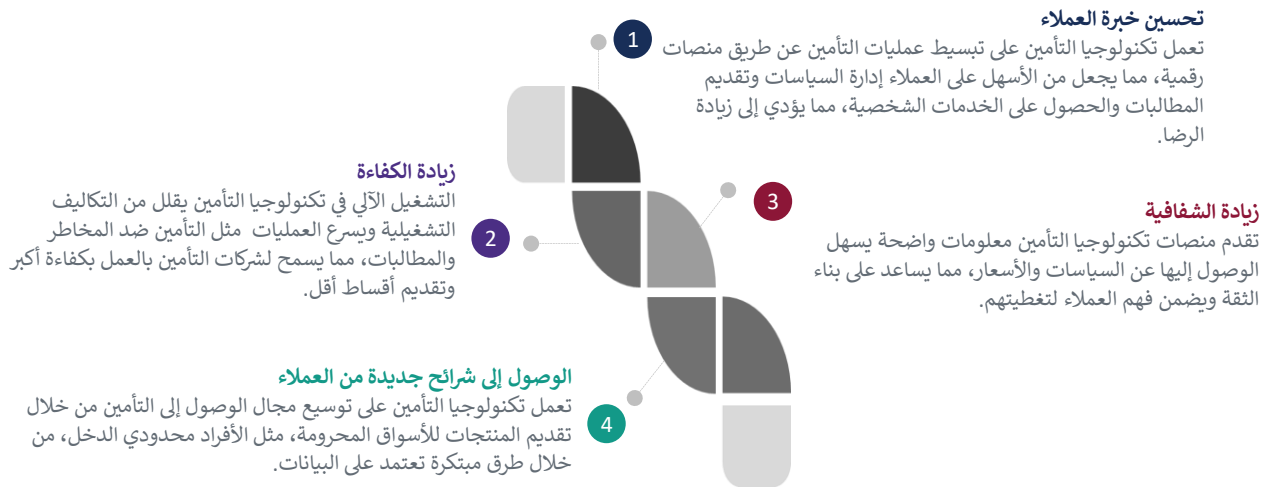 1
تحسين خبرة العملاء
تعمل تكنولوجيا التأمين على تبسيط عمليات التأمين عن طريق منصات
رقمية، مما يجعل من الأسهل على العملاء إدارة السياسات وتقديم
المطالبات والحصول على الخدمات الشخصية، مما يؤدي إلى زيادة
الرضا.
2
زيادة الكفاءة
التشغيل الآلي في تكنولوجيا التأمين يقلل من التكاليف
التشغيلية ويسرع العمليات مثل التأمين ضد المخاطر
والمطالبات، مما يسمح لشركات التأمين بالعمل بكفاءة أكبر
وتقديم أقساط أقل.
3
زيادة الشفافية
تقدم منصات تكنولوجيا التأمين معلومات واضحة يسهل
الوصول إليها عن السياسات والأسعار، مما يساعد على بناء
الثقة ويضمن فهم العملاء لتغطيتهم.
4
الوصول إلى شرائح جديدة من العملاء
تعمل تكنولوجيا التأمين على توسيع مجال الوصول إلى التأمين من خلال
تقديم المنتجات للأسواق المحرومة، مثل الأفراد محدودي الدخل، من
خلال طرق مبتكرة تعتمد على البيانات.